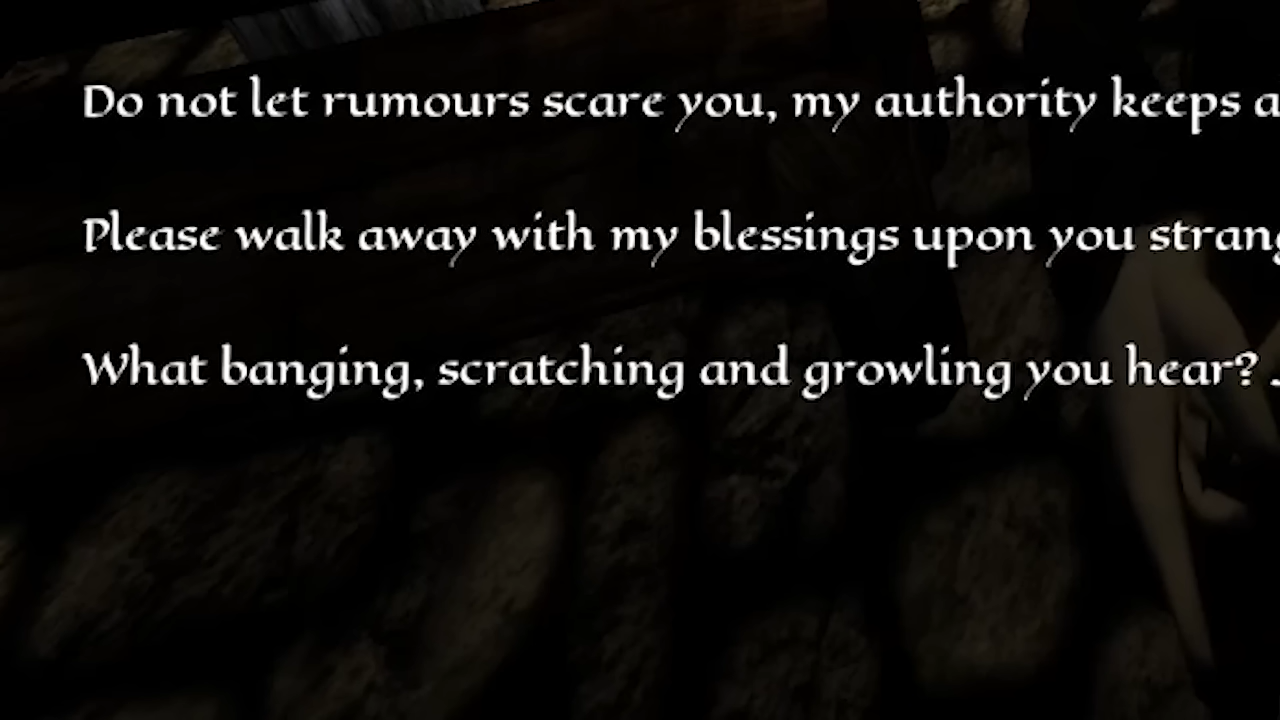 Do not let rumours scare you, my authority keeps a
Please walk away with my blessings upon you strang
What banging, scratching and growling you hear?